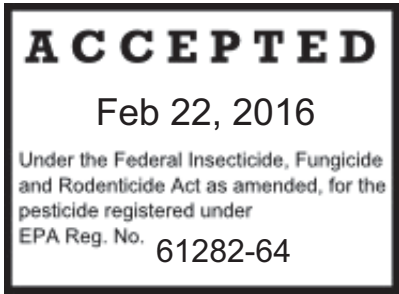 ACCEPTED
Feb 22, 2016
Under the Federal Insecticide, Fungicide
and Rodenticide Act as amended, for the
pesticide registered under
EPA Reg. No. 61282-64